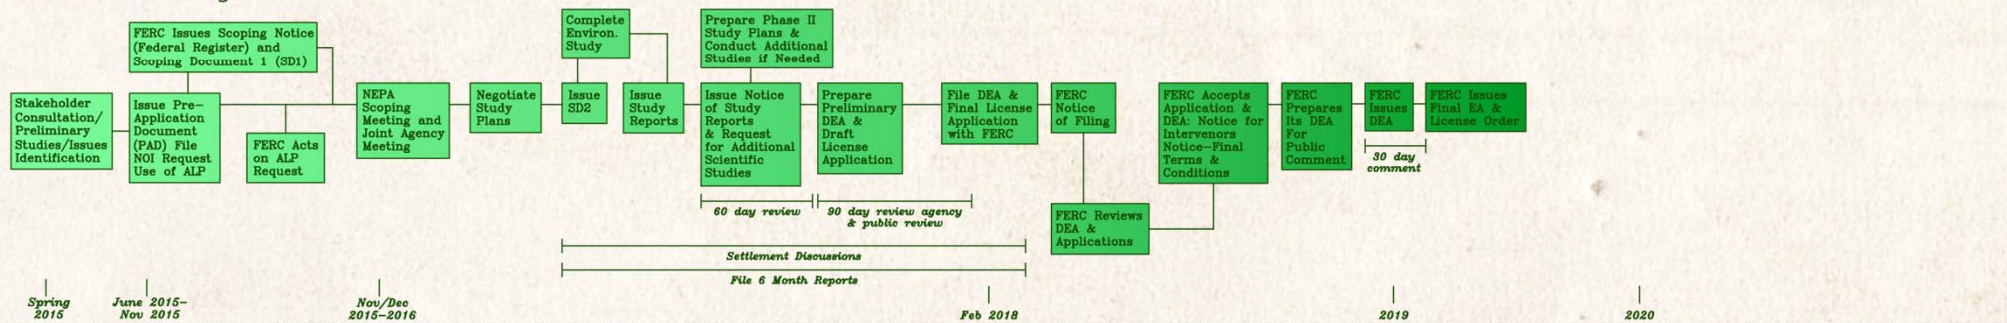 Stakeholder
Consultation/
Preliminary
Studies/Issues
Identification
FERC Issues Scoping Notice
(Federal Register) and
Scoping Document 1 (SD1)
Issue Pre-
Application
Document
(PAD) File
NOI Request
Use of ALP
FERC Acts
on ALP
Request
NEPA
Scoping
Meeting and
Joint Agency
Meeting
Negotiate
Study
Plans
Complete
Environ.
Study
Issue
SD2
Issue
Study
Reports
Prepare Phase II
Study Plans &
Conduct Additional
Studies if Needed
Issue Notice
of Study
Reports
& Request
for Additional
Scientific
Studies
Prepare
Preliminary
DEA &
Draft
License
Application
File DEA &
Final License
Application
with FERC
FERC
Notice
of Filing
FERC Reviews
DEA &
Applications
FERC Accepts
Application &
DEA: Notice for
Intervenors
Notice-Final
Terms &
Conditions
FERC
Prepares
Its DEA
For
Public
Comment
FERC
Issues
DEA
FERC Issues
Final EA &
License Order
30 day
comment
60 day review
90 day review agency
& public review
Settlement Discussions
File 6 Month Reports
Spring
2015
June 2015-
Nov 2015
Nov/Dec
2015-2016
Feb 2018
2019
2020